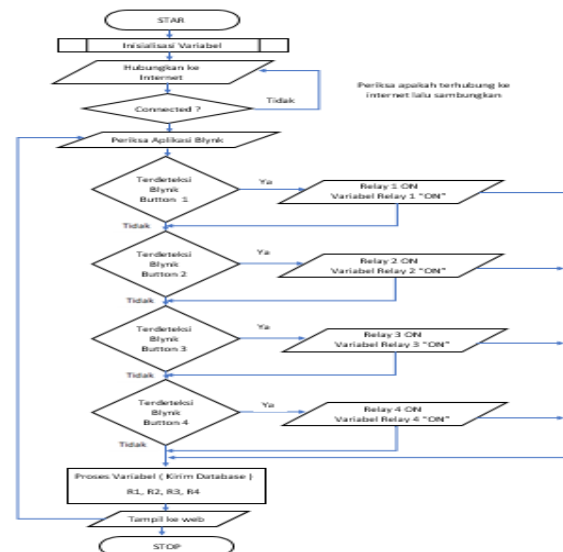 STAR
Inisialisasi Variabel
Hubungkan ke
Internet
Tidak
Periksa apakah terhubung ke
internet lalu sambungkan
Connected ?
Periksa Aplikasi Blynk
Terdeteksi
Blynk
Button 1
Ya
Relay 1 ON
Variabel Relay 1 "ON"
Tidak
Terdeteksi
Blynk
Button 2
Ya
Relay 2 ON
Variabel Relay 2 "ON"
Tidak
Terdeteksi
Blynk
Button 3
Ya
Relay 3 ON
Variabel Relay 3 "ON"
Tidak
Terdeteksi
Blynk
Button 4
Ya
Relay 4 ON
Variabel Relay 4 "ON"
Tidak
Proses Variabel ( Kirim Database )
R1, R2, R3, R4
Tampil ke web
STOP